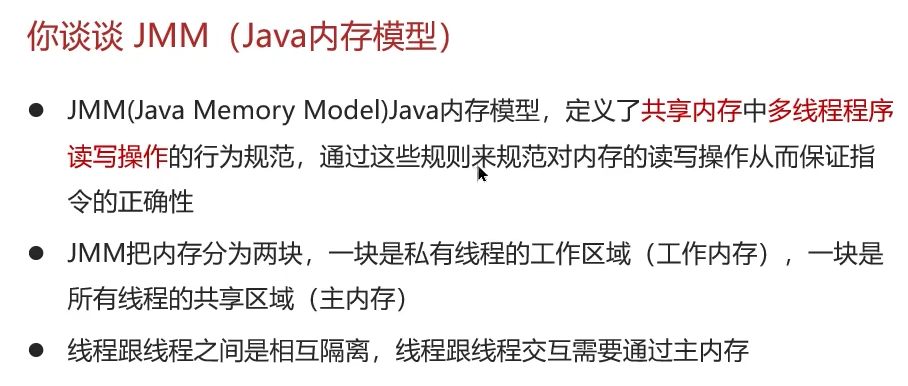 你谈谈 JMM（Java内存模型）
● JMM(Java Memory Model)Java内存模型，定义了共享内存中多线程程序
读写操作的行为规范，通过这些规则来规范对内存的读写操作从而保证指
令的正确性
● JMM把内存分为两块，一块是私有线程的工作区域（工作内存），一块是
所有线程的共享区域（主内存）
● 线程跟线程之间是相互隔离，线程跟线程交互需要通过主内存